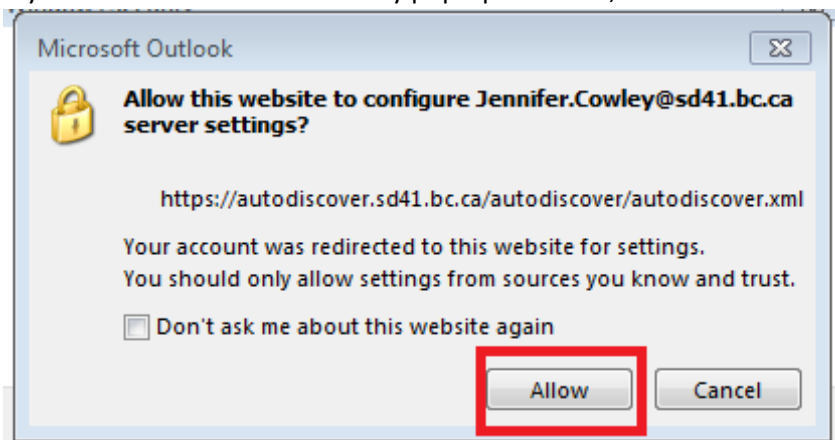 Microsoft Outlook
Allow this website to configure Jennifer.Cowley@sd41.bc.ca
server settings?
https://autodiscover.sd41.bc.ca/autodiscover/autodiscover.xml
Your account was redirected to this website for settings.
You should only allow settings from sources you know and trust.
Don't ask me about this website again
Allow Cancel